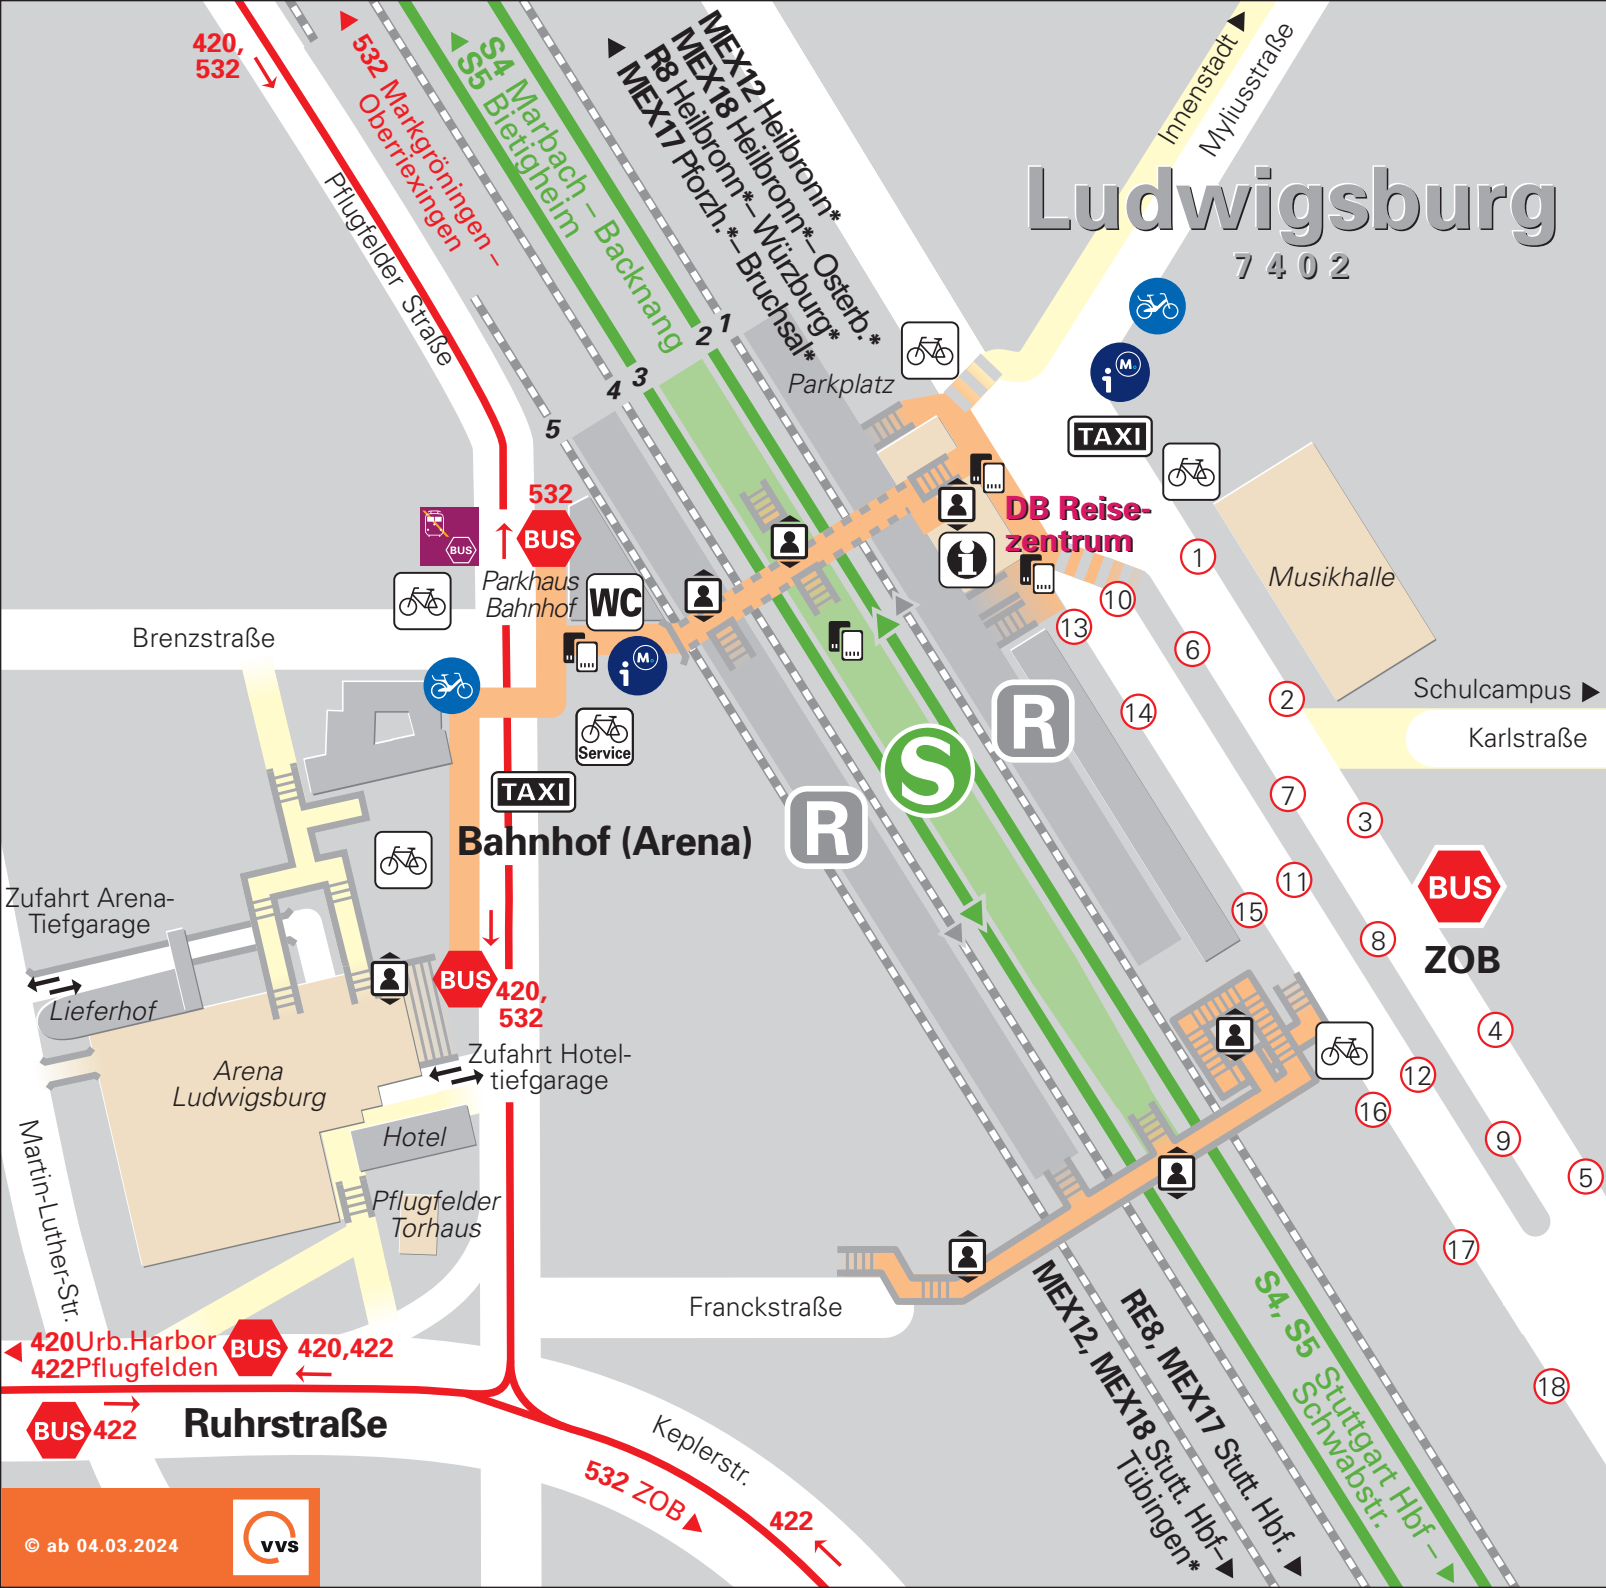 420,
532
532 Markgröningen –
Oberriexingen
S4 Marbach – Backnang
S5 Bietigheim
MEX12 Heilbronn*
MEX18 Heilbronn*– Osterb.*
R8 Heilbronn*– Würzburg*
MEX17 Pforzh.*– Bruchsal*
Innenstadt
Myliusstraße
Ludwigsburg
7402
Pflugfelder Straße
1
2
3
4
5
Parkplatz
M.
i
TAXI
DB Reise-
zentrum
i
Musikhalle
Schulcampus
Karlstraße
532
BUS
BUS
Parkhaus
Bahnhof
WC
M.
i
Service
Brenzstraße
TAXI
Bahnhof (Arena)
R
S
R
1
10
13
6
2
14
7
3
11
15
8
BUS
ZOB
4
12
16
9
5
17
18
Zufahrt Arena-
Tiefgarage
Lieferhof
BUS
420,
532
Zufahrt Hotel-
tiefgarage
Arena
Ludwigsburg
Hotel
Pflugfelder
Torhaus
Martin-Luther-Str.
Franckstraße
420 Urb.Harbor
422 Pflugfelden
BUS
420,422
BUS
422
Ruhrstraße
Keplerstr.
532 ZOB
422
MEX12, MEX18 Stutt. Hbf–
Tübingen*
RE8, MEX17 Stutt. Hbf.
S4, S5 Stuttgart Hbf –
Schwabstr.
© ab 04.03.2024
vvs